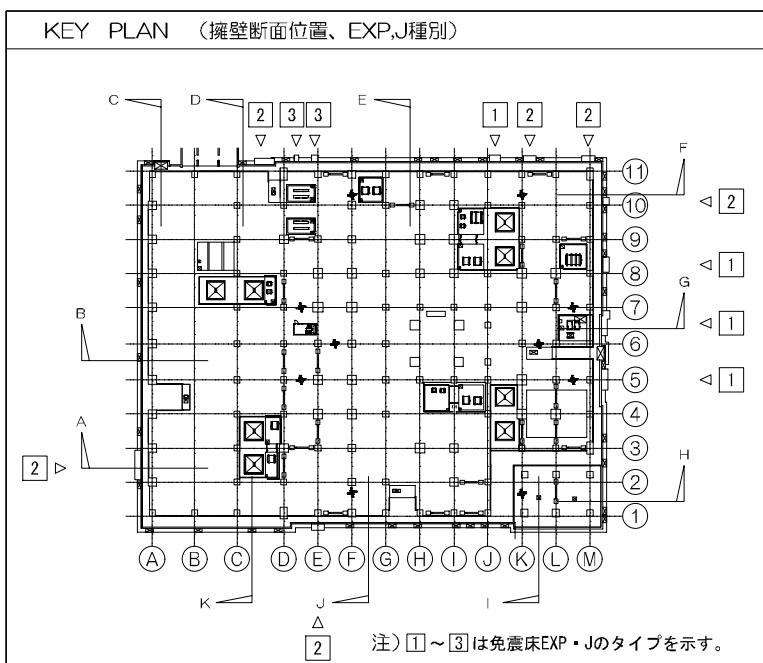 KEY PLAN （擁壁断面位置、EXP,J種別）
C D 2 3 3 E 1 2 2
F
11
10 2
9
8 1
G
7
B 6 1
5 1
A 4
3
2 2 H
1
A B C D E F G H I J K L M
K J I
2 注）1～3は免震床EXP・Jのタイプを示す。